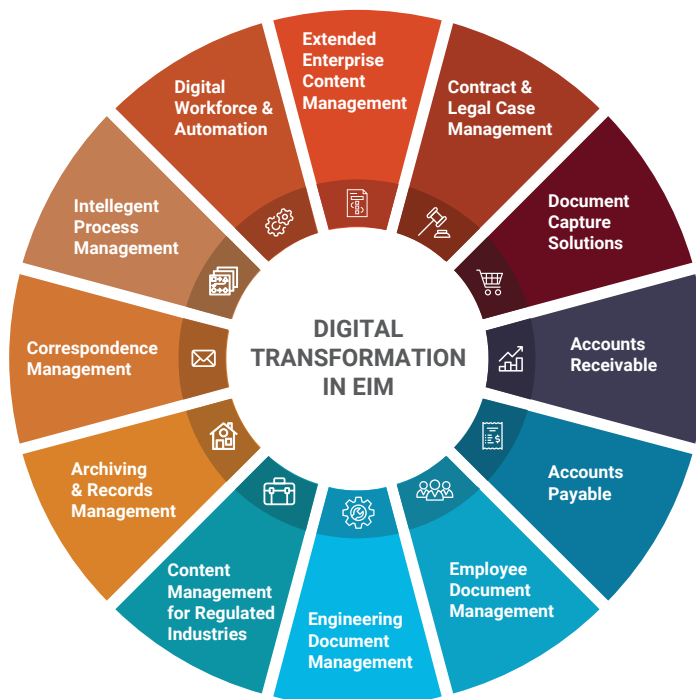 Extended
Enterprise
Content
Management
Contract &
Legal Case
Management
Document
Capture
Solutions
Accounts
Receivable
Accounts
Payable
Employee
Document
Management
Engineering
Document
Management
Content
Management
for Regulated
Industries
Archiving
& Records
Management
Correspondence
Management
Intellegent
Process
Management
Digital
Workforce &
Automation
DIGITAL
TRANSFORMATION
IN EIM